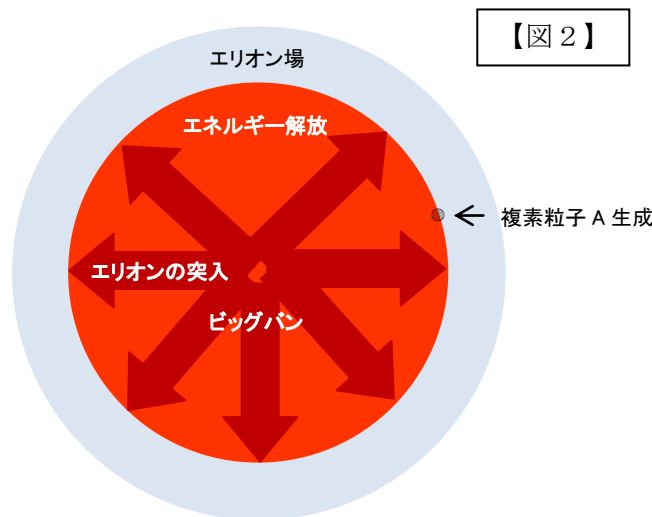 【図２】
エリオン場
エネルギー解放
複素粒子 A 生成
エリオンの突入
ビッグバン